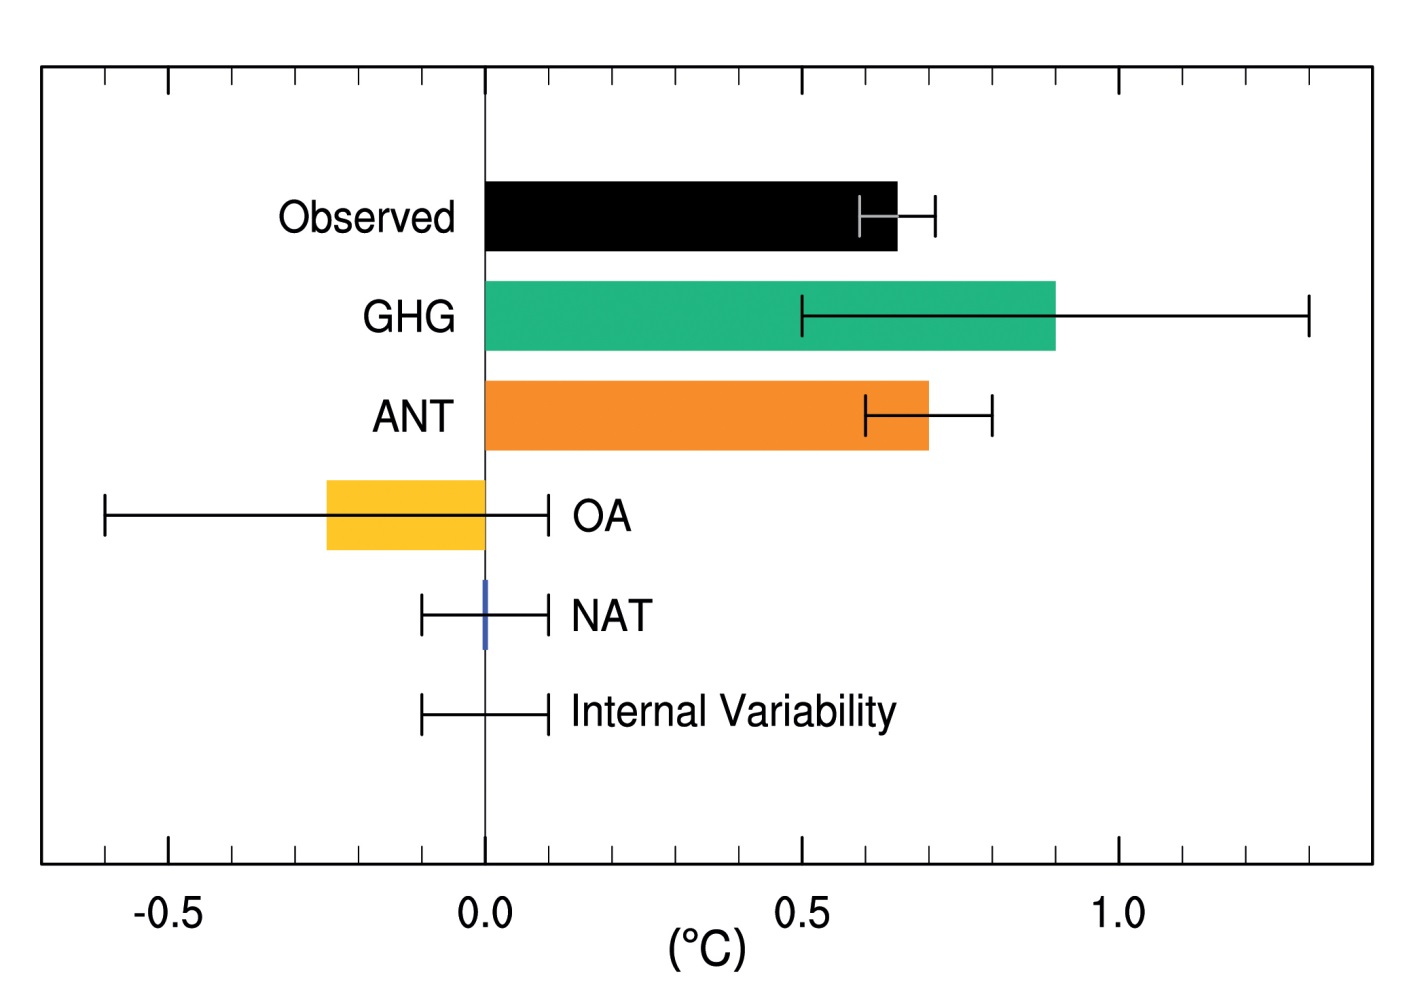 Observed
GHG
ANT
OA
NAT
Internal Variability
-0.5 0.0 0.5 1.0
(°C)